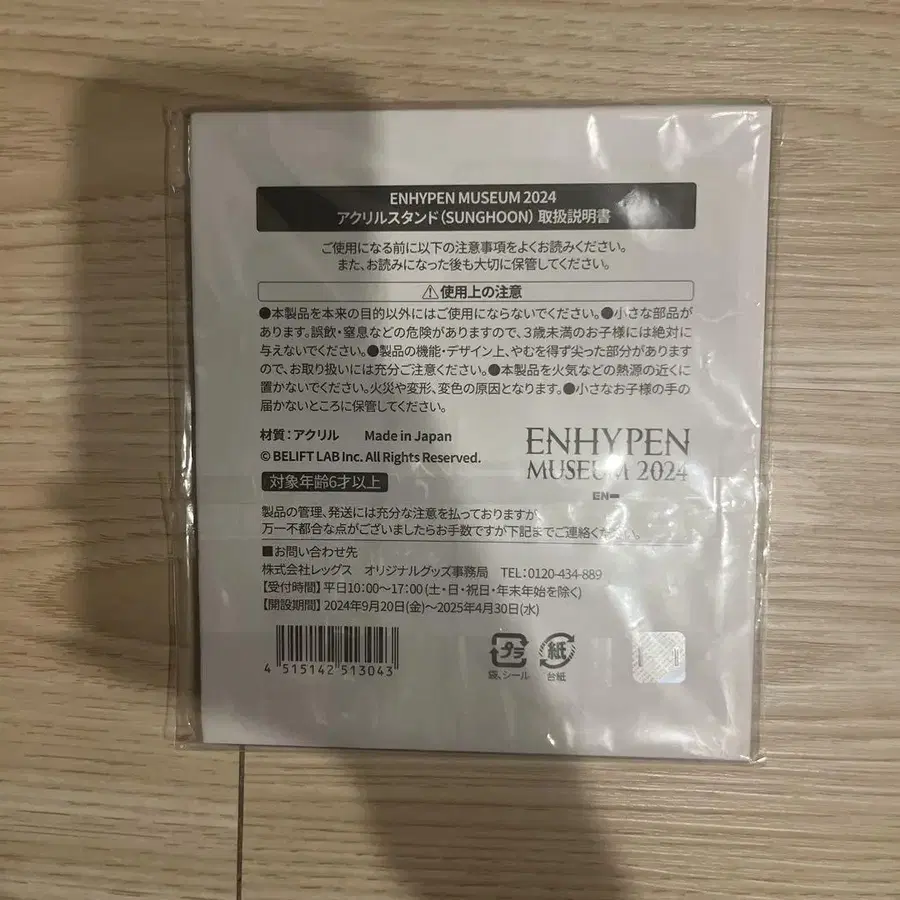 ENHYPEN MUSEUM 2024
アクリルスタンド(SUNGHOON) 取扱説明書
ご使用になる前に以下の注意事項をよくお読みください。
また、お読みになった後も大切に保管してください。
⚠使用上の注意
●本製品を本来の目的以外にはご使用にならないでください。●小さな部品が
あります。誤飲・窒息などの危険がありますので、3歳未満のお子様には絶対に
与えないでください。●製品の機能・デザイン上、やむを得ず尖った部分があります
ので、お取り扱いには充分ご注意ください。●本製品を火気などの熱源の近くに
置かないでください。火災や変形、変色の原因となります。●小さなお子様の手の
届かないところに保管してください。
材質:アクリル Made in Japan
© BELIFT LAB Inc. All Rights Reserved.
対象年齢6才以上
ENHYPEN
MUSEUM 2024
EN-
製品の管理、発送には充分な注意を払っておりますが、
万一不都合な点がございましたらお手数ですが下記までご連絡ください。
■お問い合わせ先
株式会社レッグス オリジナルグッズ事務局 TEL:0120-434-889
【受付時間】平日10:00~17:00(土・日・祝日・年末年始を除く)
【開設期間】2024年9月20日(金)~2025年4月30日(水)
4 515142 513043
プラ
袋、シール
紙
台紙